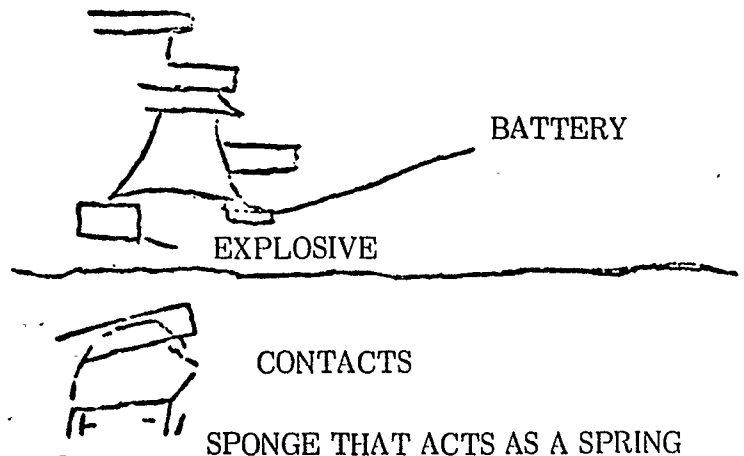 BATTERY
EXPLOSIVE
CONTACTS
SPONGE THAT ACTS AS A SPRING